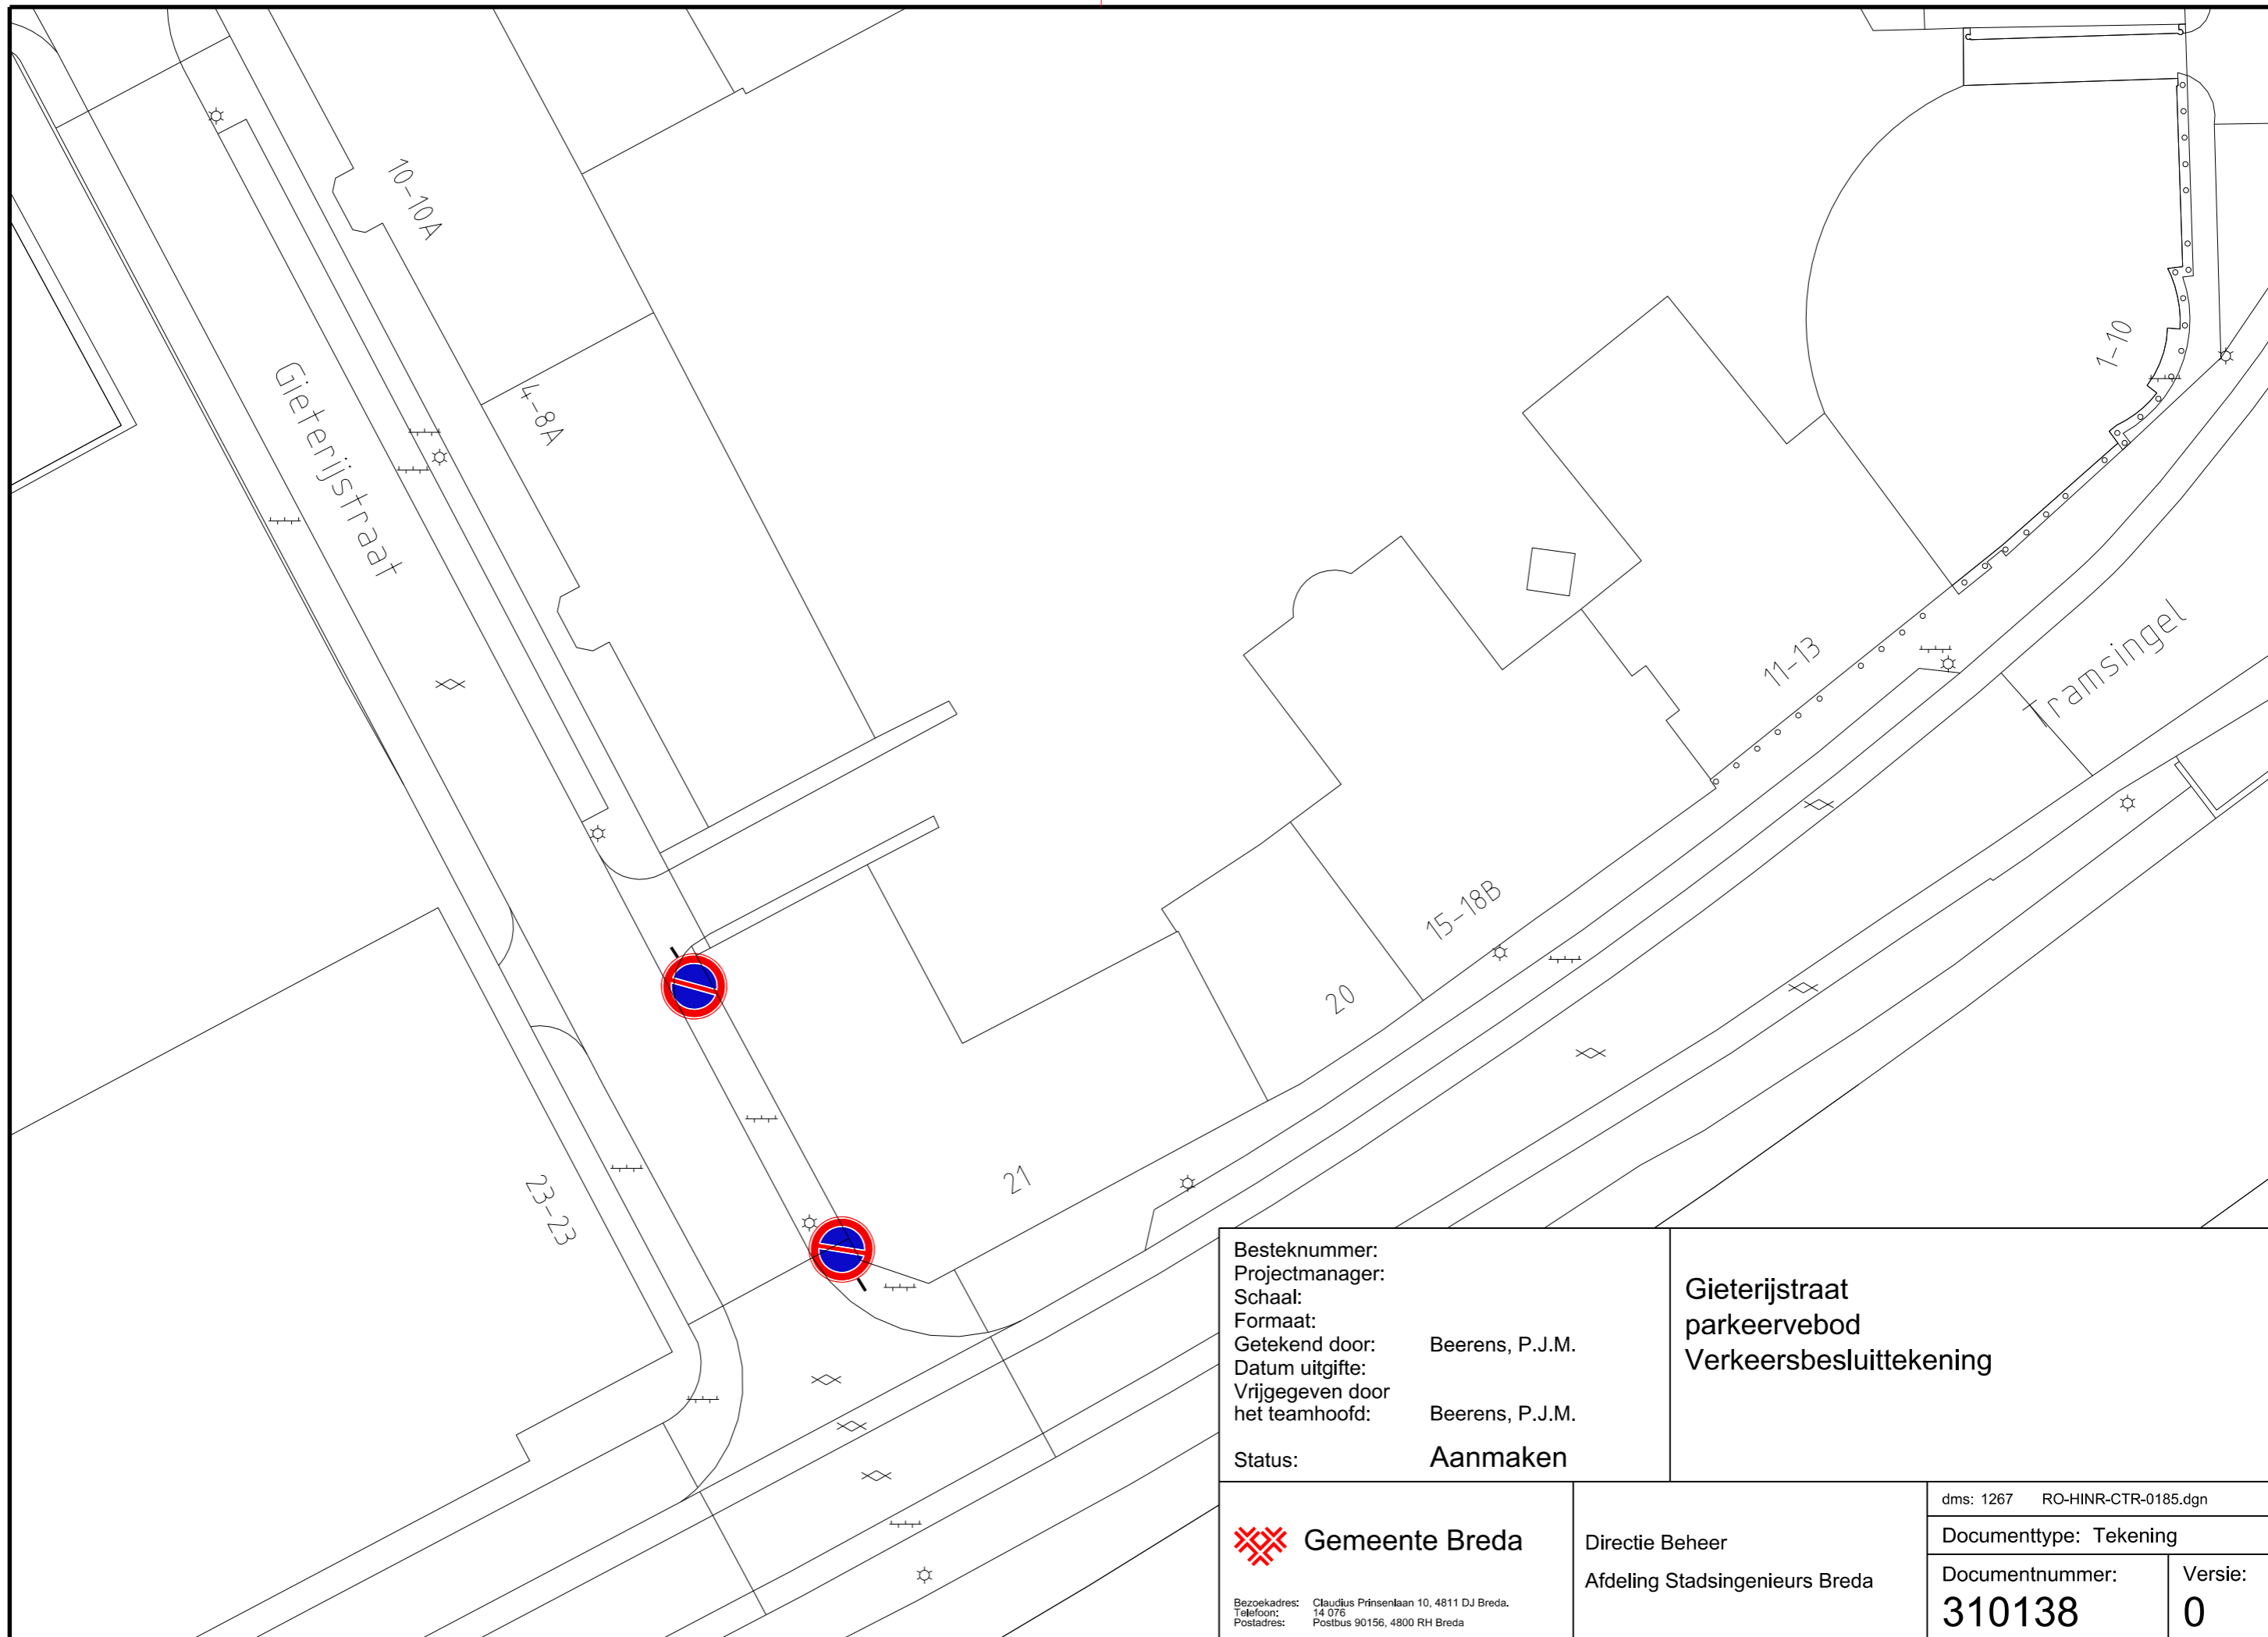 10-10A
Gieterijstraat
4-8A
1-10
Tramsingel
11-13
15-18B
20
21
23-23
Besteknummer:
Projectmanager:
Schaal:
Formaat:
Getekend door: Beerens, P.J.M.
Datum uitgifte:
Vrijgegeven door
het teamhoofd: Beerens, P.J.M.
Status: Aanmaken
Gieterijstraat
parkeervebod
Verkeersbesluittekening
Gemeente Breda
Bezoekadres: Claudius Prinsenlaan 10, 4811 DJ Breda.
Telefoon: 14 076
Postadres: Postbus 90156, 4800 RH Breda
Directie Beheer
Afdeling Stadsingenieurs Breda
dms: 1267 RO-HINR-CTR-0185.dgn
Documenttype: Tekening
Documentnummer:
310138
Versie:
0